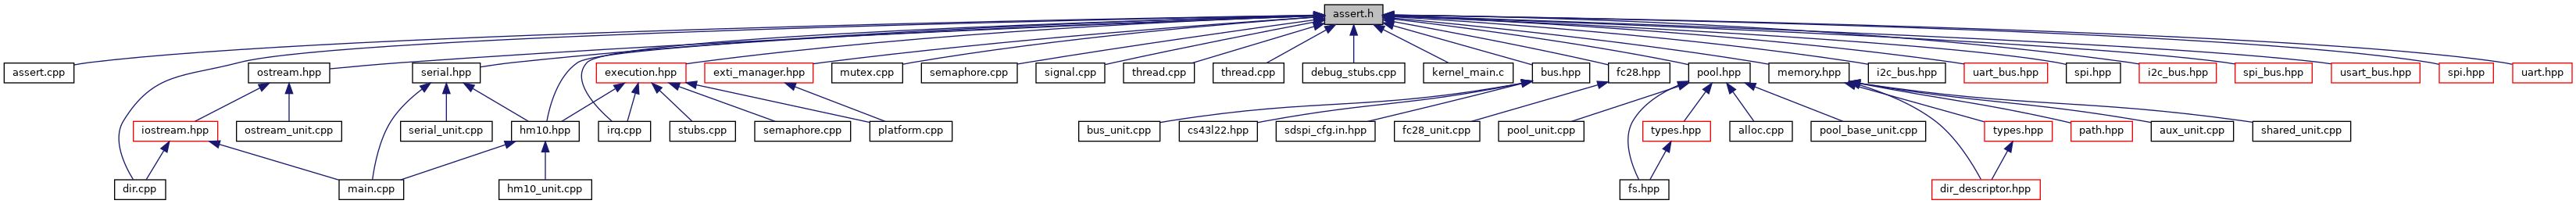 assert.h
assert.cpp
ostream.hpp
serial.hpp
execution.hpp
exti_manager.hpp
mutex.cpp
semaphore.cpp
signal.cpp
thread.cpp
thread.cpp
debug_stubs.cpp
kernel_main.c
bus.hpp
fc28.hpp
pool.hpp
memory.hpp
i2c_bus.hpp
uart_bus.hpp
spi.hpp
i2c_bus.hpp
spi_bus.hpp
usart_bus.hpp
spi.hpp
uart.hpp
iostream.hpp
ostream_unit.cpp
serial_unit.cpp
hm10.hpp
irq.cpp
stubs.cpp
semaphore.cpp
platform.cpp
bus_unit.cpp
cs43l22.hpp
sdspi_cfg.in.hpp
fc28_unit.cpp
pool_unit.cpp
types.hpp
alloc.cpp
pool_base_unit.cpp
types.hpp
path.hpp
aux_unit.cpp
shared_unit.cpp
dir.cpp
main.cpp
hm10_unit.cpp
fs.hpp
dir_descriptor.hpp